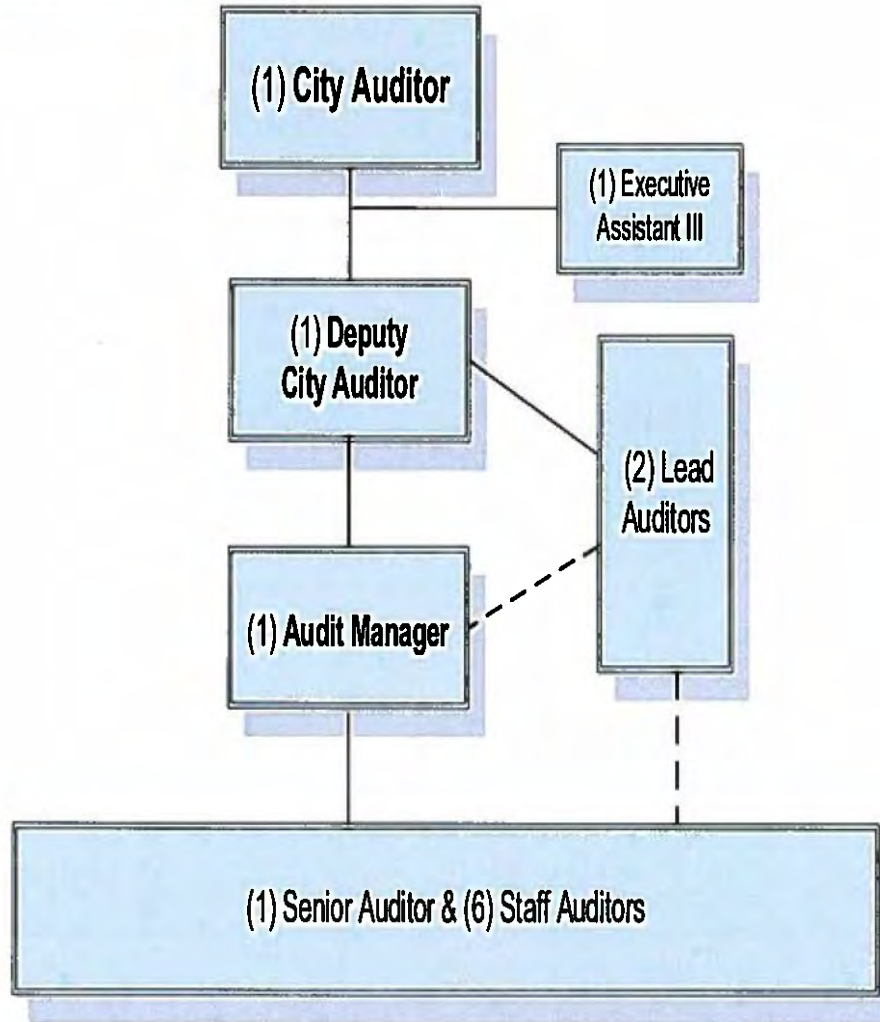 (1) City Auditor
(1) Executive
Assistant III
(1) Deputy
City Auditor
(2) Lead
Auditors
(1) Audit Manager
(1) Senior Auditor & (6) Staff Auditors